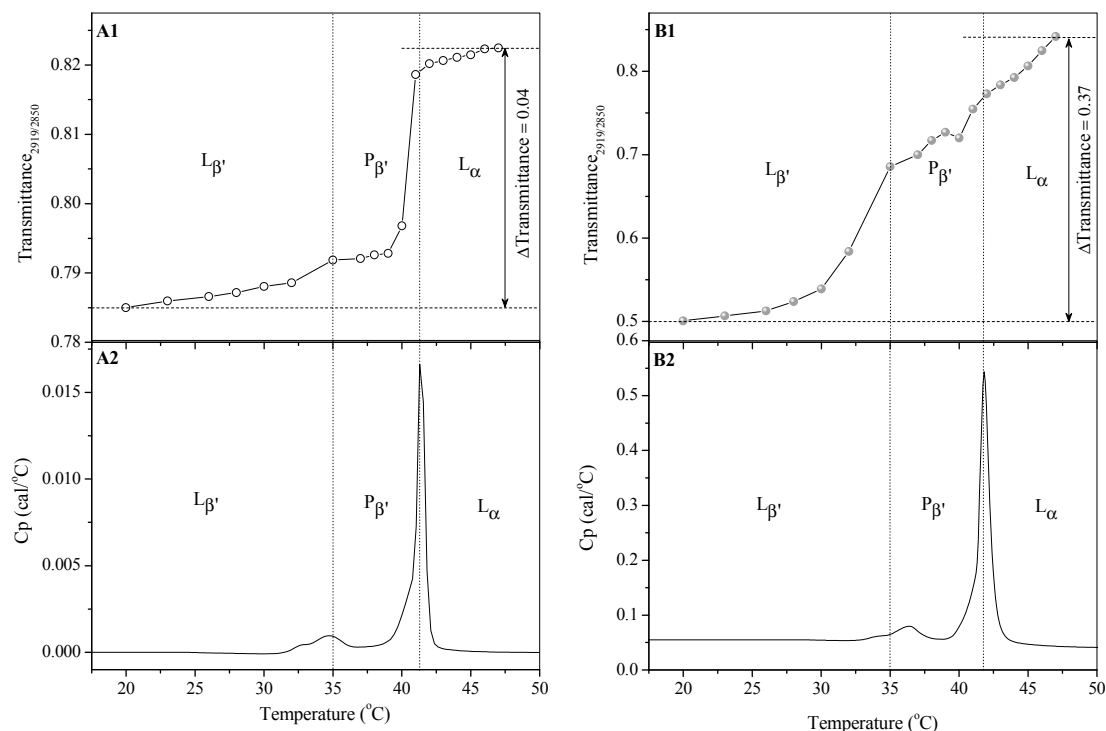 A1
0.82
0.81
0.80
0.79
0.78
Transmittance2919/2850
Lβ'
Pβ'
Lα
ΔTransmittance = 0.04
A2
0.015
0.010
0.005
0.000
Cp (cal/°C)
Lβ'
Pβ'
Lα
20 25 30 35 40 45 50
Temperature (°C)
B1
0.8
0.7
0.6
0.5
Transmittance2919/2850
Lβ'
Pβ'
Lα
ΔTransmittance = 0.37
B2
0.6
0.5
0.4
0.3
0.2
0.1
0.0
Cp (cal/°C)
Lβ'
Pβ'
Lα
20 25 30 35 40 45 50
Temperature (°C)